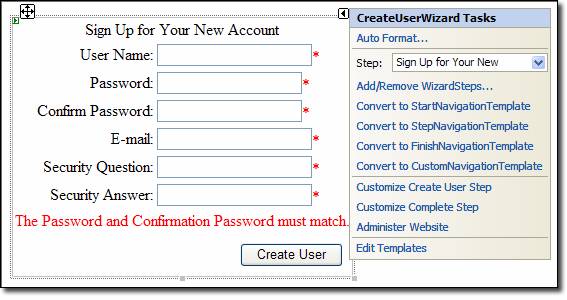 Sign Up for Your New Account
User Name: *
Password: *
Confirm Password: *
E-mail: *
Security Question: *
Security Answer: *
The Password and Confirmation Password must match.
Create User
CreateUserWizard Tasks
Auto Format...
Step: Sign Up for Your New
Add/Remove WizardSteps...
Convert to StartNavigationTemplate
Convert to StepNavigationTemplate
Convert to FinishNavigationTemplate
Convert to CustomNavigationTemplate
Customize Create User Step
Customize Complete Step
Administer Website
Edit Templates